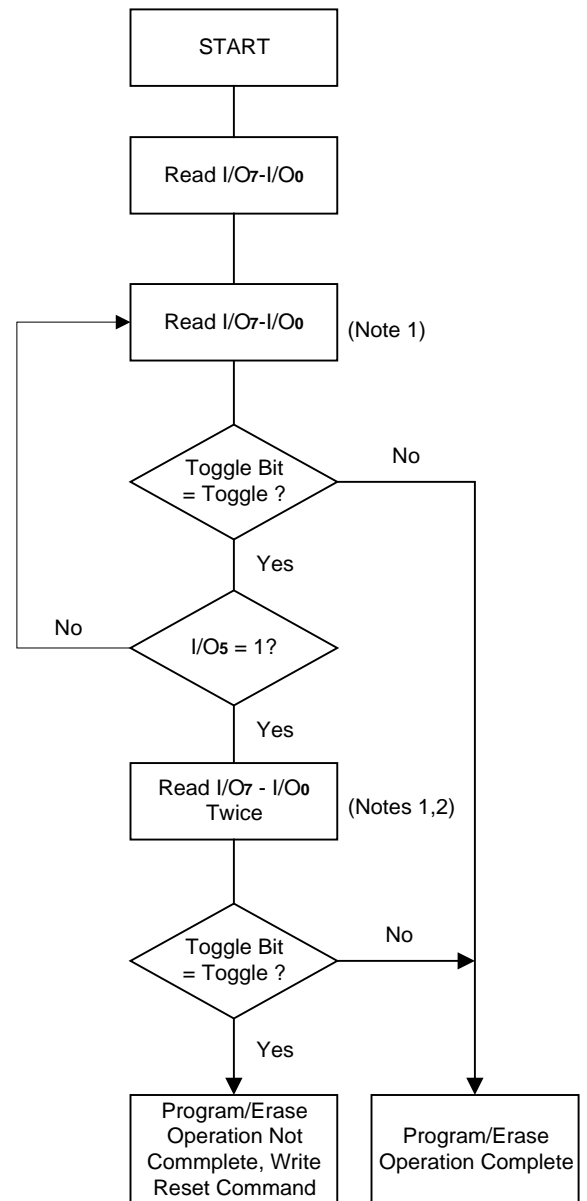 START
Read I/O7-I/O0
Read I/O7-I/O0
(Note 1)
Toggle Bit
= Toggle ?
No
Yes
I/O5 = 1?
No
Yes
Read I/O7 - I/O0
Twice
(Notes 1,2)
Toggle Bit
= Toggle ?
No
Yes
Program/Erase
Operation Not
Commplete, Write
Reset Command
Program/Erase
Operation Complete